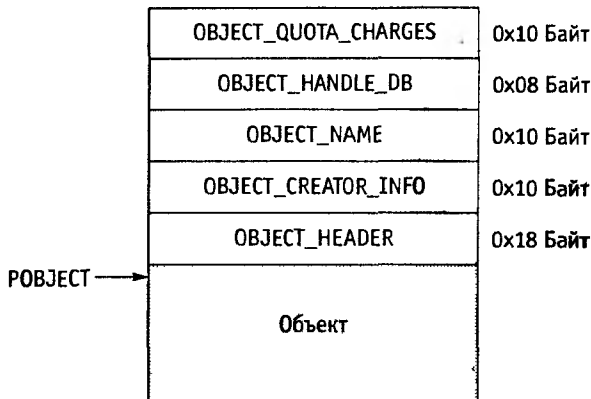 OBJECT_QUOTA_CHARGES 0x10 Байт
OBJECT_HANDLE_DB 0x08 Байт
OBJECT_NAME 0x10 Байт
OBJECT_CREATOR_INFO 0x10 Байт
OBJECT_HEADER 0x18 Байт
POBJECT
Объект